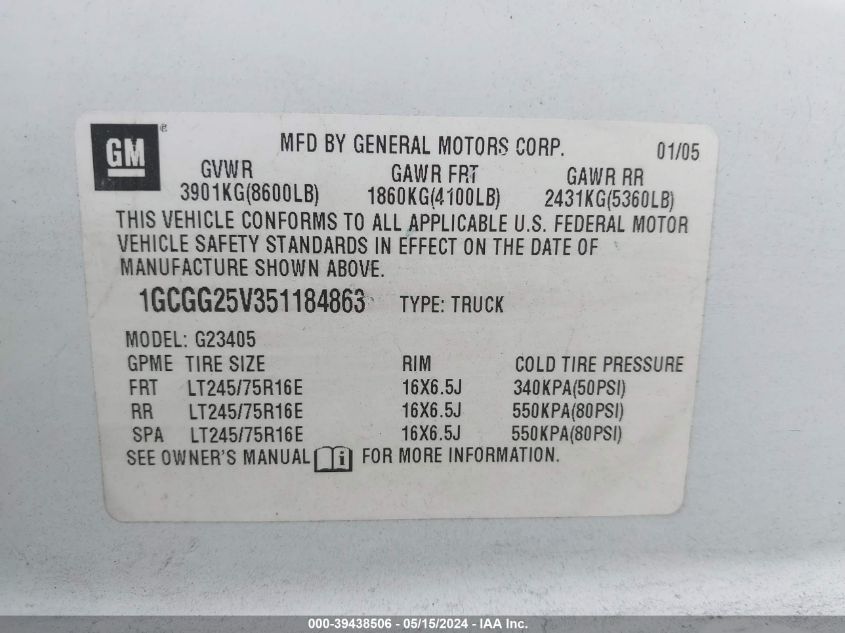 GM®
MFD BY GENERAL MOTORS CORP. 01/05
GVWR GAWR FRT GAWR RR
3901KG(8600LB) 1860KG(4100LB) 2431KG(5360LB)
THIS VEHICLE CONFORMS TO ALL APPLICABLE U.S. FEDERAL MOTOR
VEHICLE SAFETY STANDARDS IN EFFECT ON THE DATE OF
MANUFACTURE SHOWN ABOVE.
1GCGG25V351184863 TYPE: TRUCK
MODEL: G23405
GPME TIRE SIZE RIM COLD TIRE PRESSURE
FRT LT245/75R16E 16X6.5J 340KPA(50PSI)
RR LT245/75R16E 16X6.5J 550KPA(80PSI)
SPA LT245/75R16E 16X6.5J 550KPA(80PSI)
SEE OWNER'S MANUAL i FOR MORE INFORMATION.
000-39438506 - 05/15/2024 - IAA Inc.